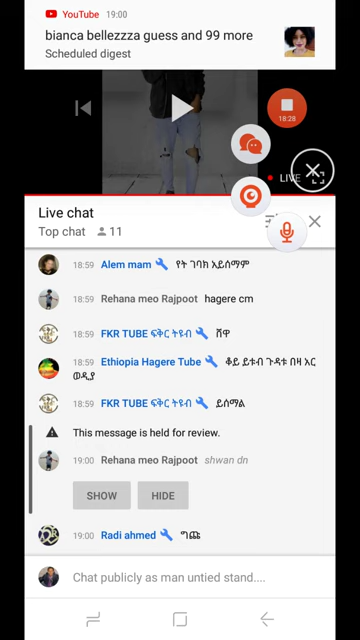 YouTube 19:00
bianca bellezzza guess and 99 more
Scheduled digest
18:28
LIVE
Live chat
Top chat 11
18:59 Alem mam የት ገባክ አይሰማም
18:59 Rehana meo Rajpoot hagere cm
18:59 FKR TUBE ፍቅር ትዩብ ሸዋ
18:59 Ethiopia Hagere Tube ቆይ ይቱብ ጉዳቱ በዛ አር
ወዲያ
18:59 FKR TUBE ፍቅር ትዩብ ይሰማል
This message is held for review.
19:00 Rehana meo Rajpoot shwan dn
SHOW HIDE
19:00 Radi ahmed ግጩ
Chat publicly as man untied stand....